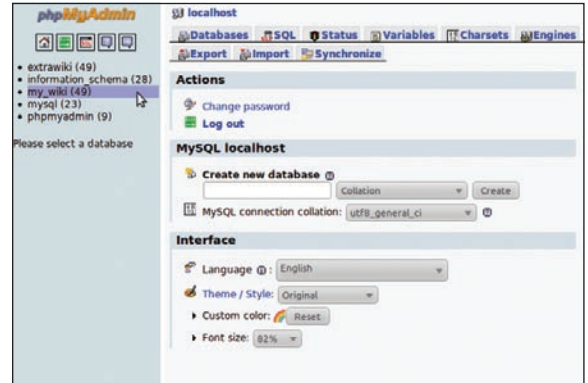 phpMyAdmin
extrawiki (49)
information_schema (28)
my_wiki (49)
mysql (23)
phpmyadmin (9)
Please select a database
localhost
Databases SQL Status Variables Charsets Engines
Export Import Synchronize
Actions
Change password
Log out
MySQL localhost
Create new database
Collation Create
MySQL connection collation: utf8_general_ci
Interface
Language : English
Theme / Style: Original
Custom color: Reset
Font size: 82%